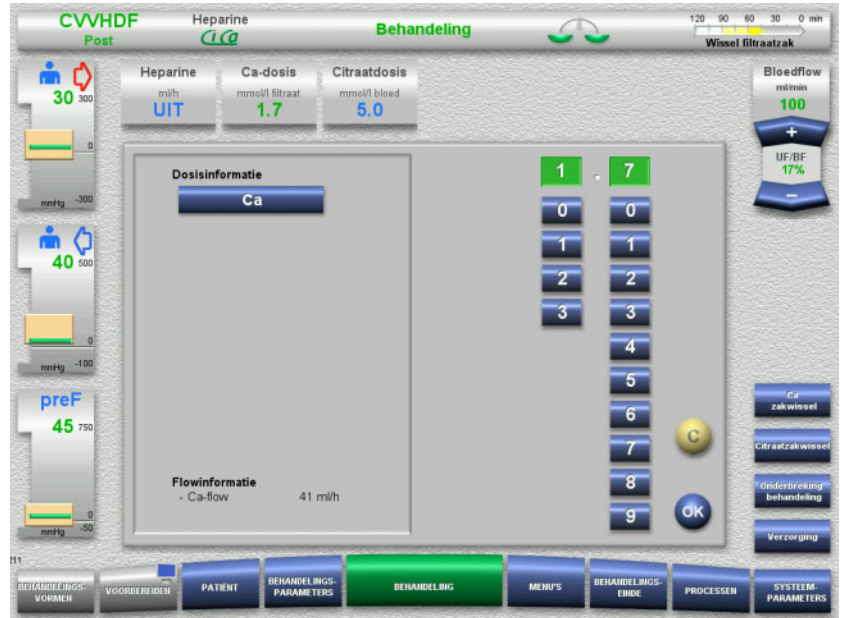 CVVHDF
Post
Heparine
CiCa
Behandeling
120 90 60 30 0 min
Wissel filtraatzak
30
300
0
-300
mmHg
Heparine
ml/h
UIT
Ca-dosis
mmol/l filtraat
1.7
Citraatdosis
mmol/l bloed
5.0
Bloedflow
ml/min
100
+
UF/BF
17%
−
40
500
0
-100
mmHg
preF
45
750
0
-50
mmHg
Dosisinformatie
Ca
1 . 7
0 0
1 1
2 2
3 3
4
5
6
7
8
9
C
OK
Flowinformatie
- Ca-flow 41 ml/h
Ca
zakwissel
Citraatzakwissel
Onderbreking
behandeling
Verzorging
211
BEHANDELINGS-
VORMEN
VOORBEREIDEN
PATIËNT
BEHANDELINGS-
PARAMETERS
BEHANDELING
MENU'S
BEHANDELINGS-
EINDE
PROCESSEN
SYSTEEM-
PARAMETERS